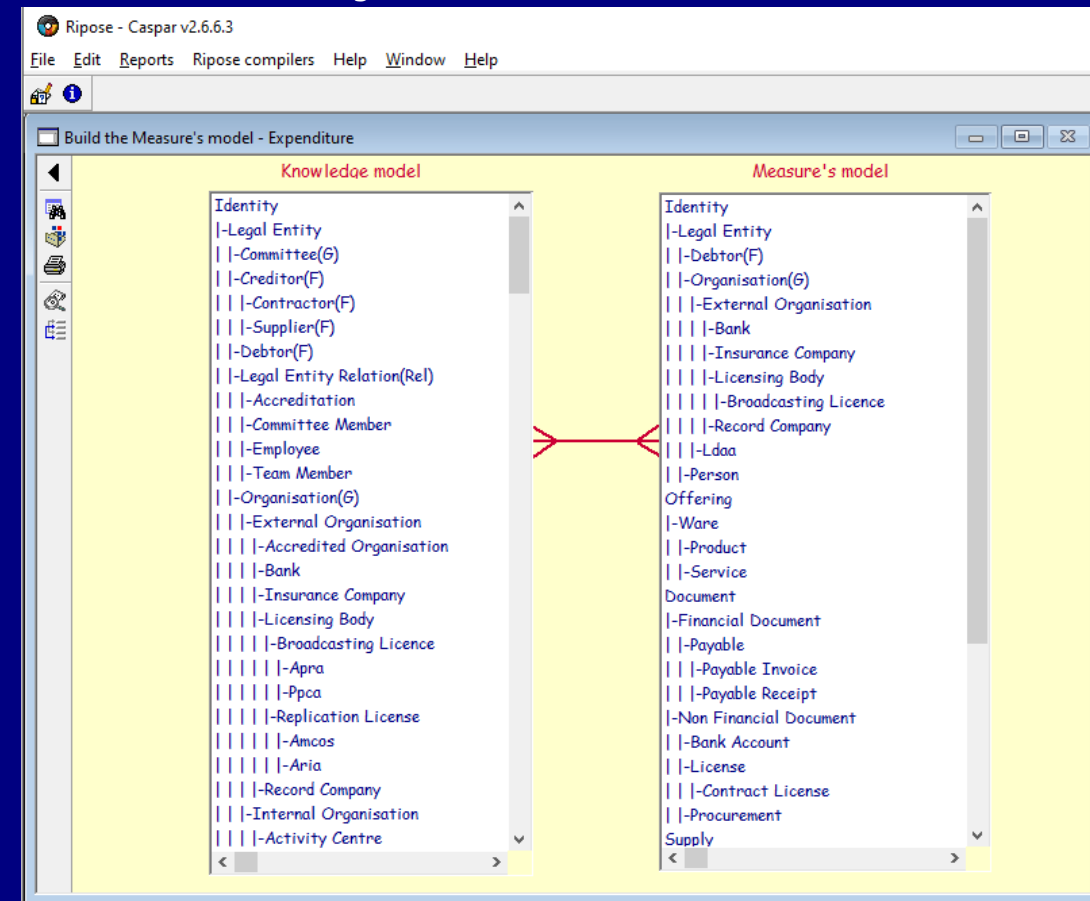 Ripose - Caspar v2.6.6.3
File Edit Reports Ripose compilers Help Window Help
Build the Measure's model - Expenditure
Knowledge model
Identity
|-Legal Entity
| |-Committee(G)
| |-Creditor(F)
| | |-Contractor(F)
| | |-Supplier(F)
| |-Debtor(F)
| |-Legal Entity Relation(Rel)
| | |-Accreditation
| | |-Committee Member
| | |-Employee
| | |-Team Member
| |-Organisation(G)
| | |-External Organisation
| | | |-Accredited Organisation
| | | |-Bank
| | | |-Insurance Company
| | | |-Licensing Body
| | | | |-Broadcasting Licence
| | | | | |-Apra
| | | | | |-Ppca
| | | | |-Replication License
| | | | | |-Amcos
| | | | | |-Aria
| | | |-Record Company
| | |-Internal Organisation
| | | |-Activity Centre
Measure's model
Identity
|-Legal Entity
| |-Debtor(F)
| |-Organisation(G)
| | |-External Organisation
| | | |-Bank
| | | |-Insurance Company
| | | |-Licensing Body
| | | | |-Broadcasting Licence
| | | |-Record Company
| | |-Ldaa
| |-Person
Offering
|-Ware
| |-Product
| |-Service
Document
|-Financial Document
| |-Payable
| | |-Payable Invoice
| | |-Payable Receipt
|-Non Financial Document
| |-Bank Account
| |-License
| | |-Contract License
| |-Procurement
Supply